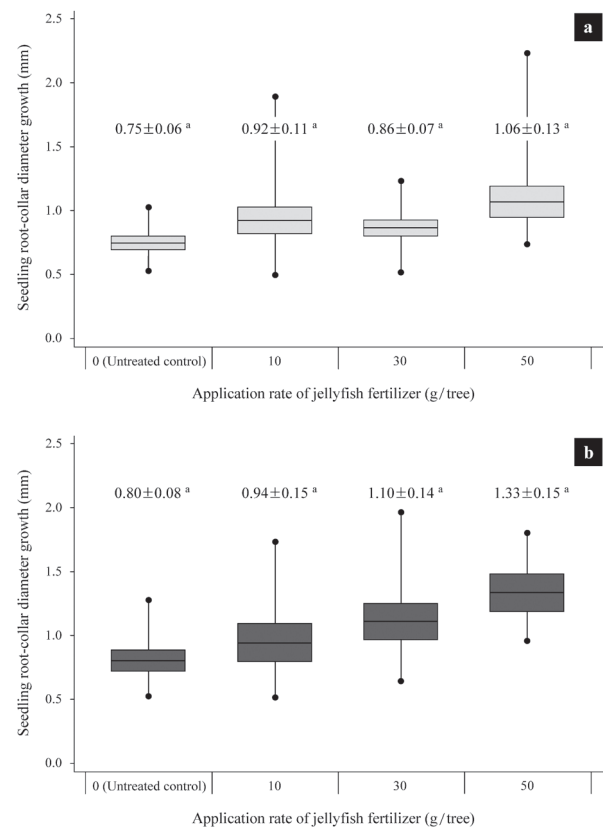 a
Seedling root-collar diameter growth (mm)
2.5
2.0
1.5
1.0
0.5
0.0
0.75±0.06 a
0.92±0.11 a
0.86±0.07 a
1.06±0.13 a
0 (Untreated control)
10
30
50
Application rate of jellyfish fertilizer (g/tree)
b
Seedling root-collar diameter growth (mm)
2.5
2.0
1.5
1.0
0.5
0.0
0.80±0.08 a
0.94±0.15 a
1.10±0.14 a
1.33±0.15 a
0 (Untreated control)
10
30
50
Application rate of jellyfish fertilizer (g/tree)